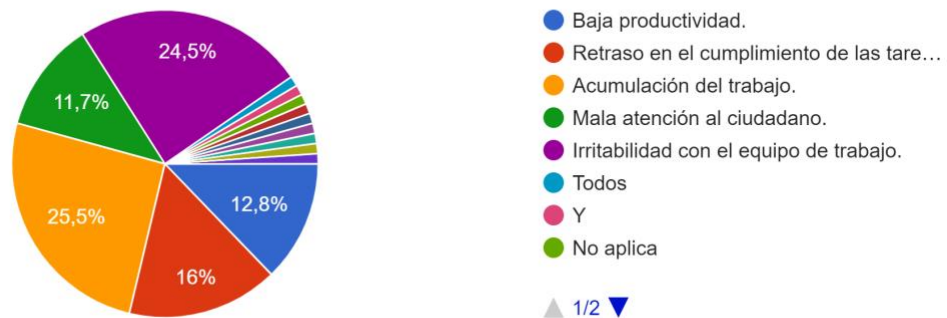 24,5%
11,7%
25,5%
12,8%
16%
Baja productividad.
Retraso en el cumplimiento de las tare…
Acumulación del trabajo.
Mala atención al ciudadano.
Irritabilidad con el equipo de trabajo.
Todos
Y
No aplica
1/2